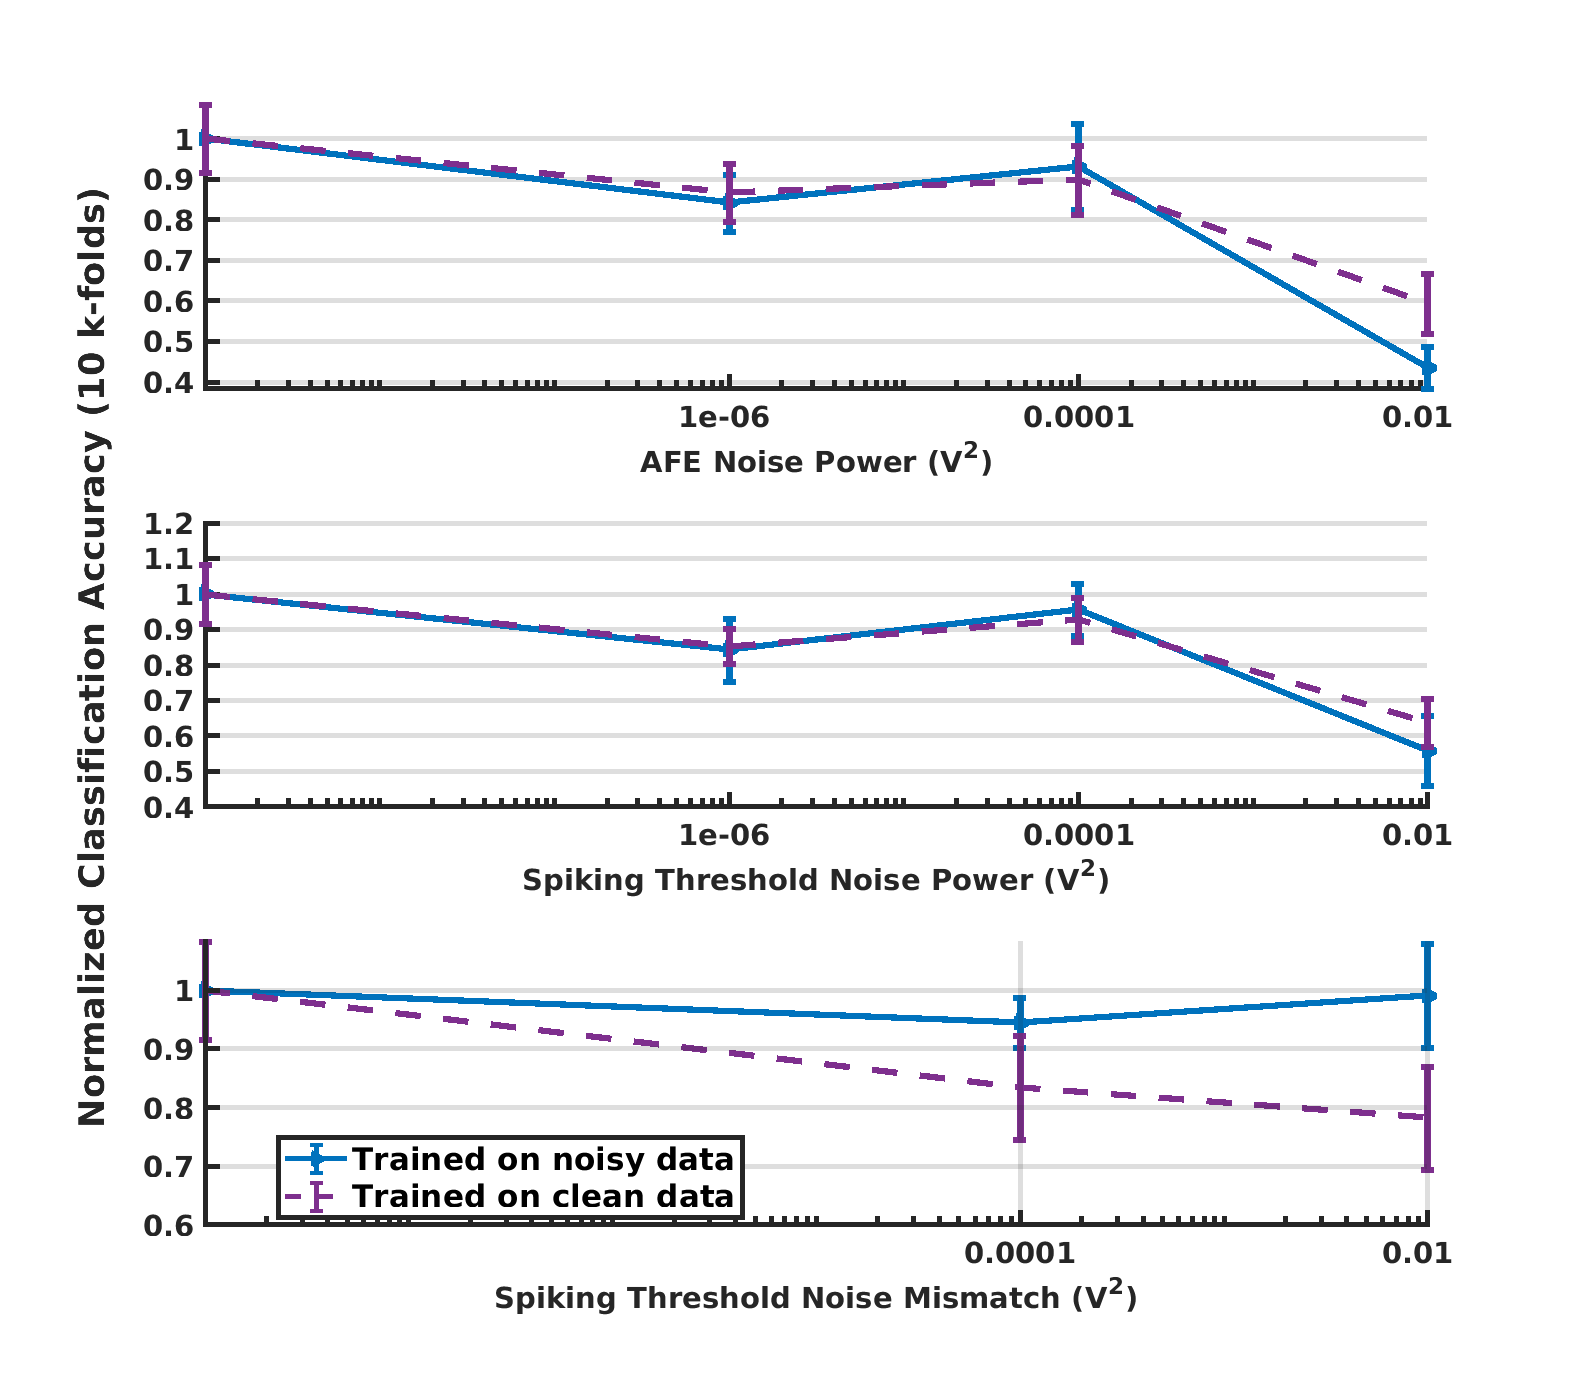 Normalized Classification Accuracy (10 k-folds)
1
0.9
0.8
0.7
0.6
0.5
0.4
1e-06 0.0001 0.01
AFE Noise Power (V²)
1.2
1.1
1
0.9
0.8
0.7
0.6
0.5
0.4
1e-06 0.0001 0.01
Spiking Threshold Noise Power (V²)
1
0.9
0.8
0.7
0.6
Trained on noisy data
Trained on clean data
0.0001 0.01
Spiking Threshold Noise Mismatch (V²)